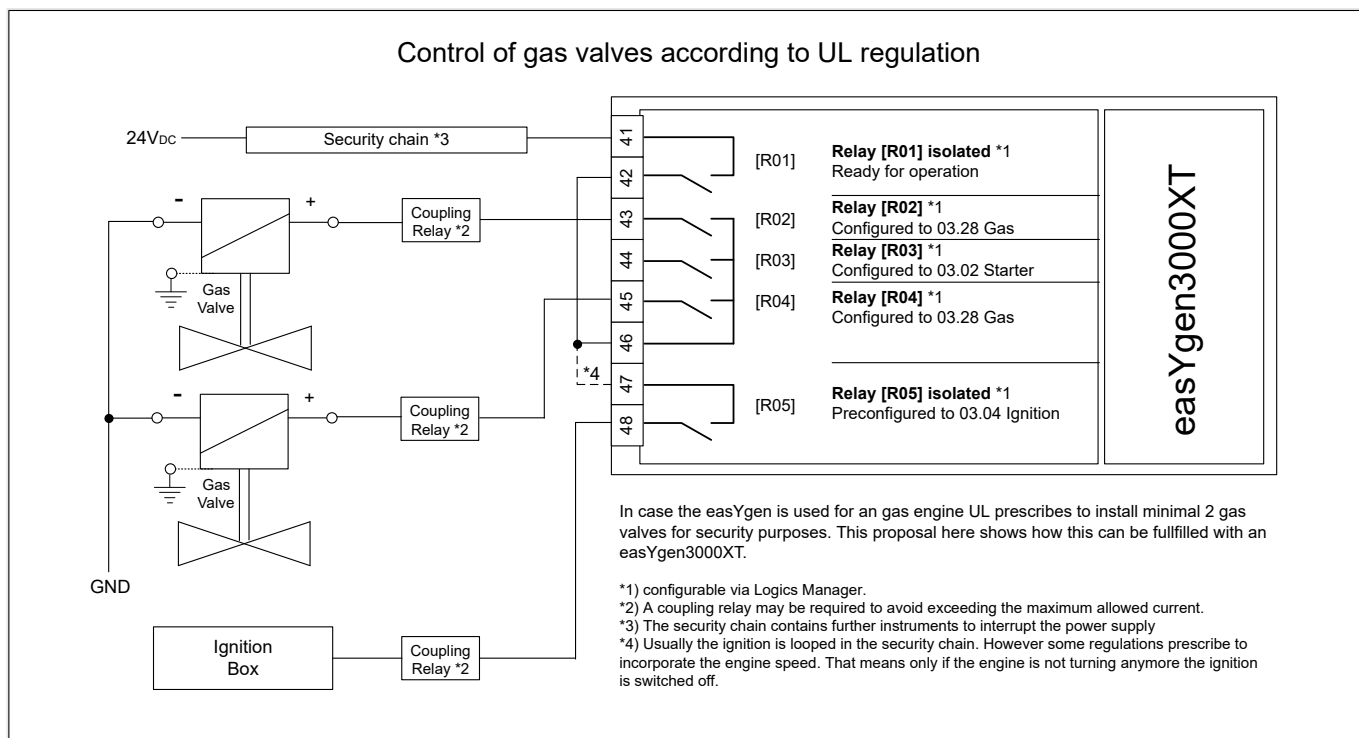 Control of gas valves according to UL regulation
24VDC
Security chain *3
41
42
43
44
45
46
47
48
*4
[R01]
Relay [R01] isolated *1
Ready for operation
[R02]
Relay [R02] *1
Configured to 03.28 Gas
[R03]
Relay [R03] *1
Configured to 03.02 Starter
[R04]
Relay [R04] *1
Configured to 03.28 Gas
[R05]
Relay [R05] isolated *1
Preconfigured to 03.04 Ignition
easYgen3000XT
-
+
Coupling
Relay *2
Gas
Valve
-
+
Coupling
Relay *2
Gas
Valve
GND
Ignition
Box
Coupling
Relay *2
In case the easYgen is used for an gas engine UL prescribes to install minimal 2 gas
valves for security purposes. This proposal here shows how this can be fullfilled with an
easYgen3000XT.
*1) configurable via Logics Manager.
*2) A coupling relay may be required to avoid exceeding the maximum allowed current.
*3) The security chain contains further instruments to interrupt the power supply
*4) Usually the ignition is looped in the security chain. However some regulations prescribe to
incorporate the engine speed. That means only if the engine is not turning anymore the ignition
is switched off.